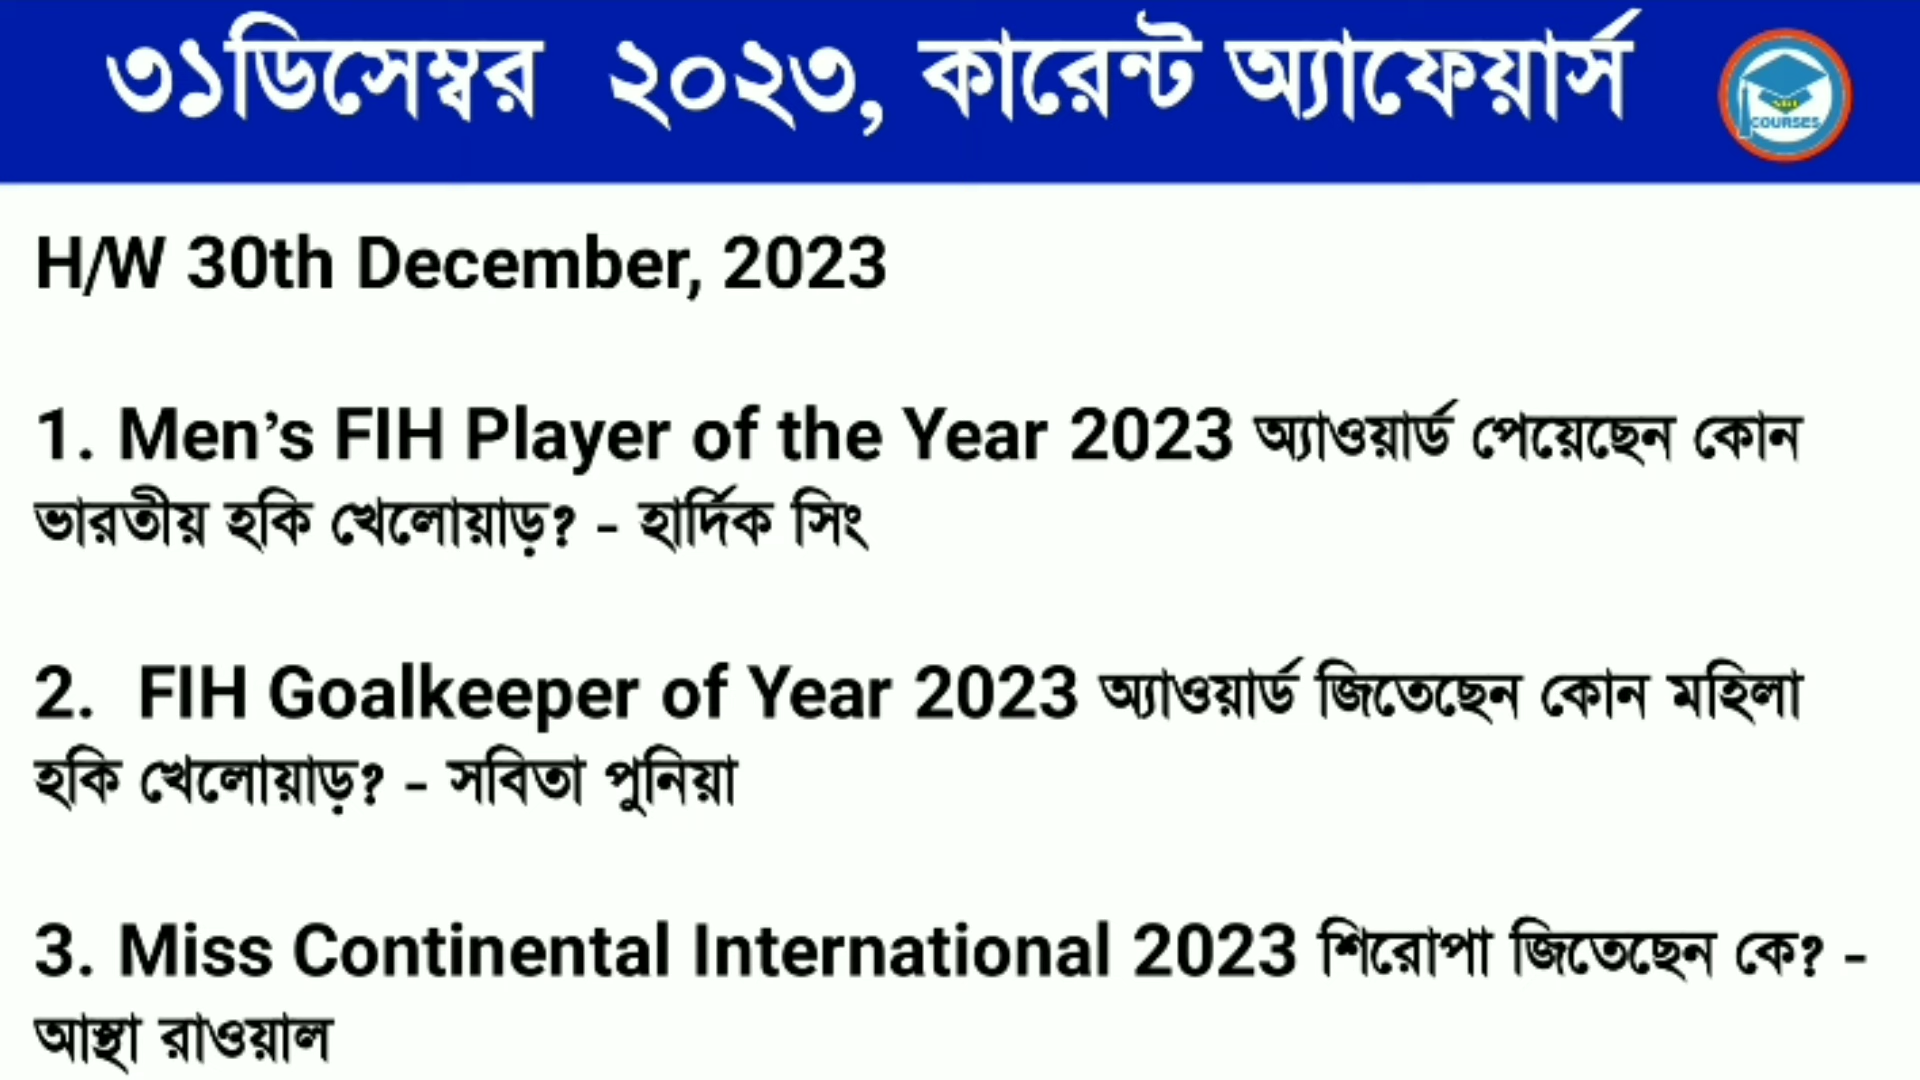 ৩১ডিসেম্বর ২০২৩, কারেন্ট অ্যাফেয়ার্স
COURSES
H/W 30th December, 2023
1. Men’s FIH Player of the Year 2023 অ্যাওয়ার্ড পেয়েছেন কোন
ভারতীয় হকি খেলোয়াড়? - হার্দিক সিং
2. FIH Goalkeeper of Year 2023 অ্যাওয়ার্ড জিতেছেন কোন মহিলা
হকি খেলোয়াড়? - সবিতা পুনিয়া
3. Miss Continental International 2023 শিরোপা জিতেছেন কে? -
আস্থা রাওয়াল